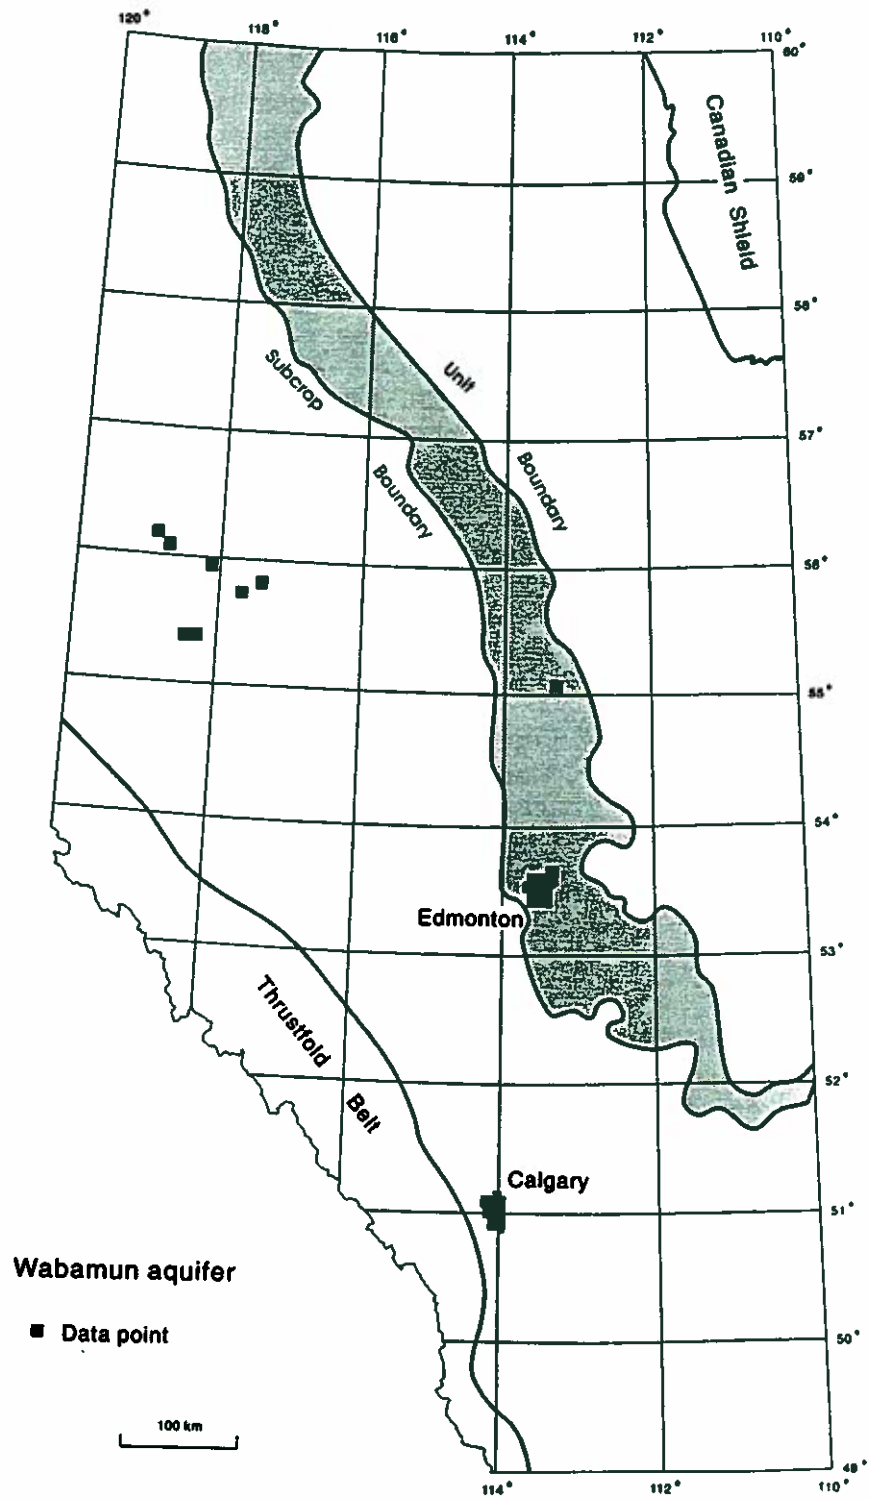 120°
118°
116°
114°
112°
110°
60°
Canadian Shield
59°
58°
Subcrop
Unit
57°
Boundary
Boundary
56°
55°
54°
Edmonton
53°
Thrustfold
Belt
52°
Calgary
51°
Wabamun aquifer
Data point
50°
100 km
49°
114°
112°
110°